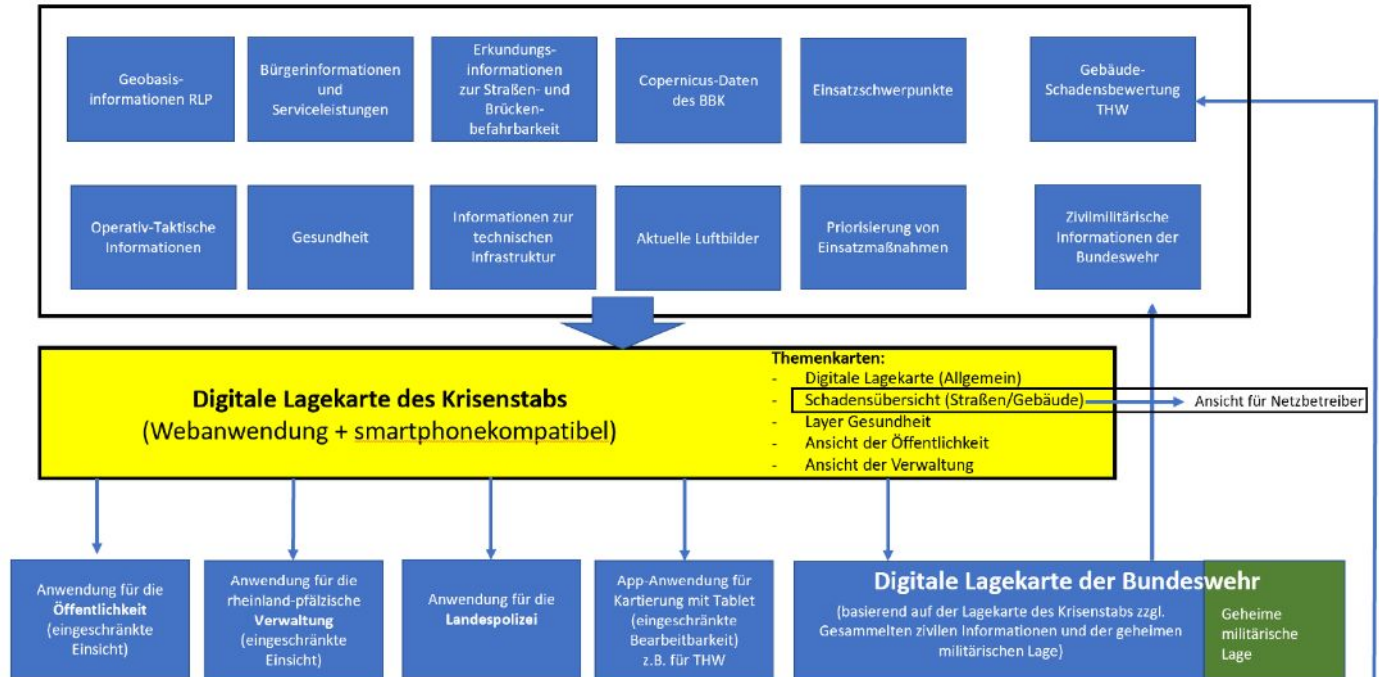 Geobasis-
informationen RLP
Bürgerinformationen
und
Serviceleistungen
Erkundungs-
informationen
zur Straßen- und
Brücken-
befahrbarkeit
Copernicus-Daten
des BBK
Einsatzschwerpunkte
Gebäude-
Schadensbewertung
THW
Operativ-Taktische
Informationen
Gesundheit
Informationen zur
technischen
Infrastruktur
Aktuelle Luftbilder
Priorisierung von
Einsatzmaßnahmen
Zivilmilitärische
Informationen der
Bundeswehr
Digitale Lagekarte des Krisenstabs
(Webanwendung + smartphonekompatibel)
Themenkarten:
- Digitale Lagekarte (Allgemein)
- Schadensübersicht (Straßen/Gebäude)
- Layer Gesundheit
- Ansicht der Öffentlichkeit
- Ansicht der Verwaltung
Ansicht für Netzbetreiber
Anwendung für die
Öffentlichkeit
(eingeschränkte
Einsicht)
Anwendung für die
rheinland-pfälzische
Verwaltung
(eingeschränkte
Einsicht)
Anwendung für die
Landespolizei
App-Anwendung für
Kartierung mit Tablet
(eingeschränkte
Bearbeitbarkeit)
z.B. für THW
Digitale Lagekarte der Bundeswehr
(basierend auf der Lagekarte des Krisenstabs zzgl.
Gesammelten zivilen Informationen und der geheimen
militärischen Lage)
Geheime
militärische
Lage